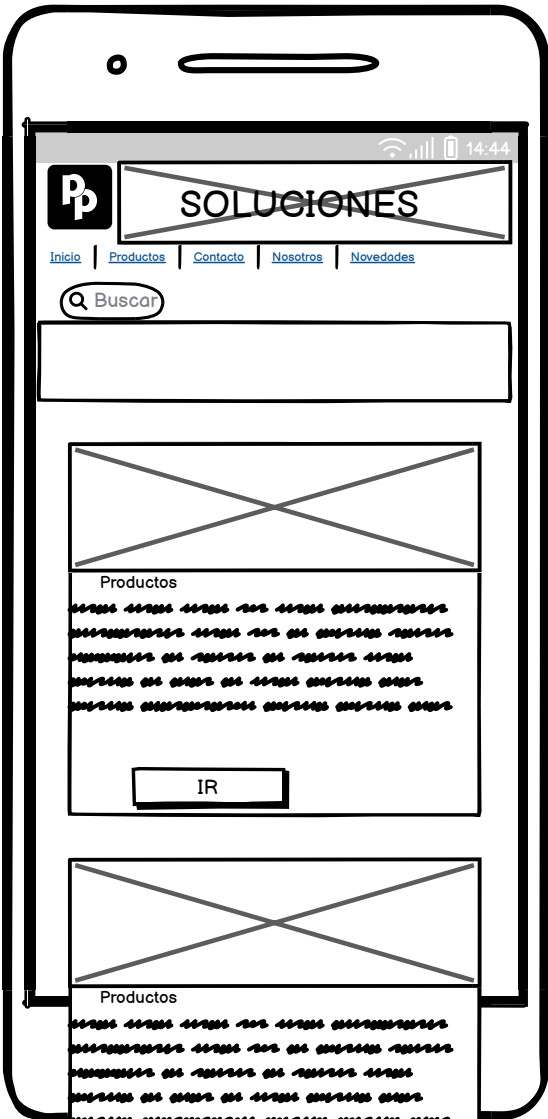 14:44
PP
SOLUCIONES
Inicio Productos Contacto Nosotros Novedades
Buscar
Productos
IR
Productos